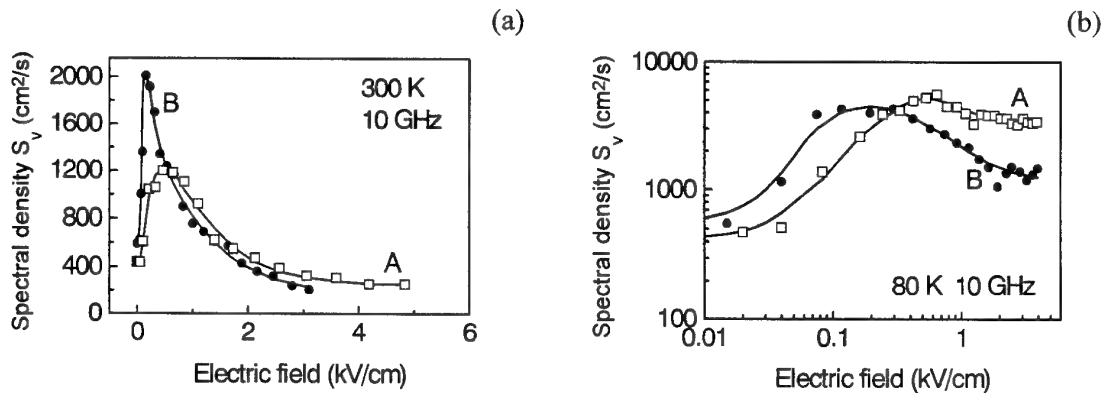 (a)
Spectral density S_v (cm²/s)
2000
1600
1200
800
400
0
B
A
300 K
10 GHz
0
2
4
6
Electric field (kV/cm)
(b)
Spectral density S_v (cm²/s)
10000
1000
100
A
B
80 K 10 GHz
0.01
0.1
1
Electric field (kV/cm)